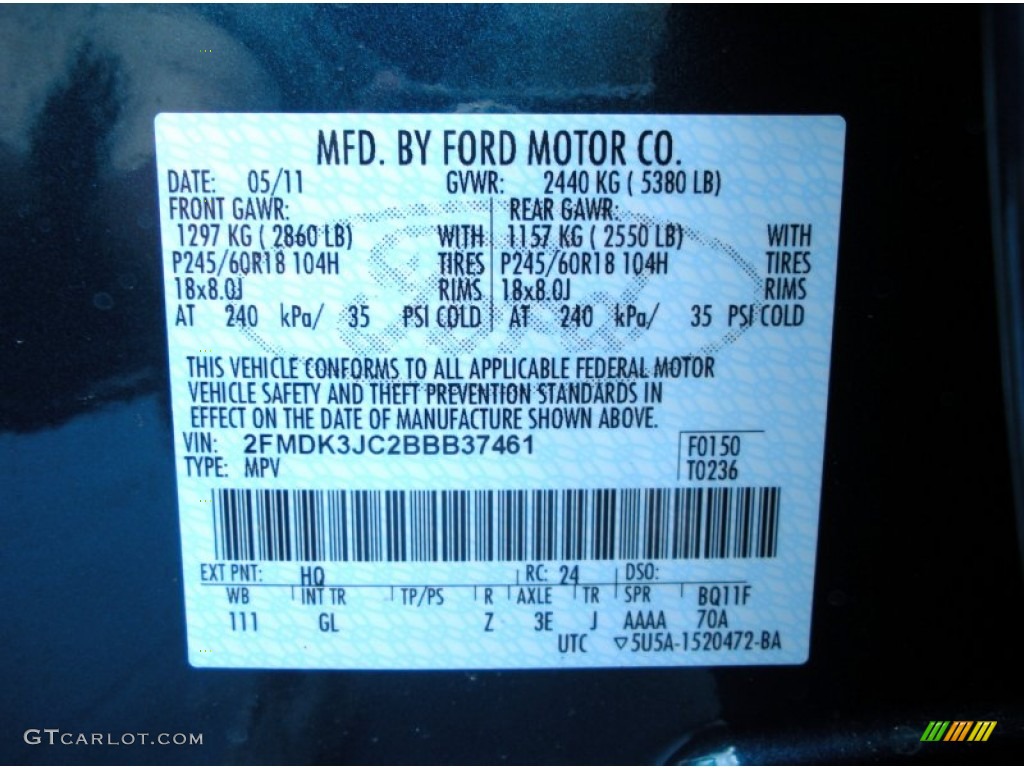 MFD. BY FORD MOTOR CO.
DATE: 05/11 GVWR: 2440 KG ( 5380 LB)
FRONT GAWR: REAR GAWR:
1297 KG ( 2860 LB) WITH 1157 KG ( 2550 LB) WITH
P245/60R18 104H TIRES P245/60R18 104H TIRES
18x8.0J RIMS 18x8.0J RIMS
AT 240 kPa/ 35 PSI COLD AT 240 kPa/ 35 PSI COLD
THIS VEHICLE CONFORMS TO ALL APPLICABLE FEDERAL MOTOR
VEHICLE SAFETY AND THEFT PREVENTION STANDARDS IN
EFFECT ON THE DATE OF MANUFACTURE SHOWN ABOVE.
VIN: 2FMDK3JC2BBB37461 F0150
TYPE: MPV T0236
EXT PNT: HQ RC: 24 DSO:
WB INT TR TP/PS R AXLE TR SPR BQ11F
111 GL Z 3E J AAAA 70A
UTC ▽5U5A-1520472-BA
GTCARLOT.COM